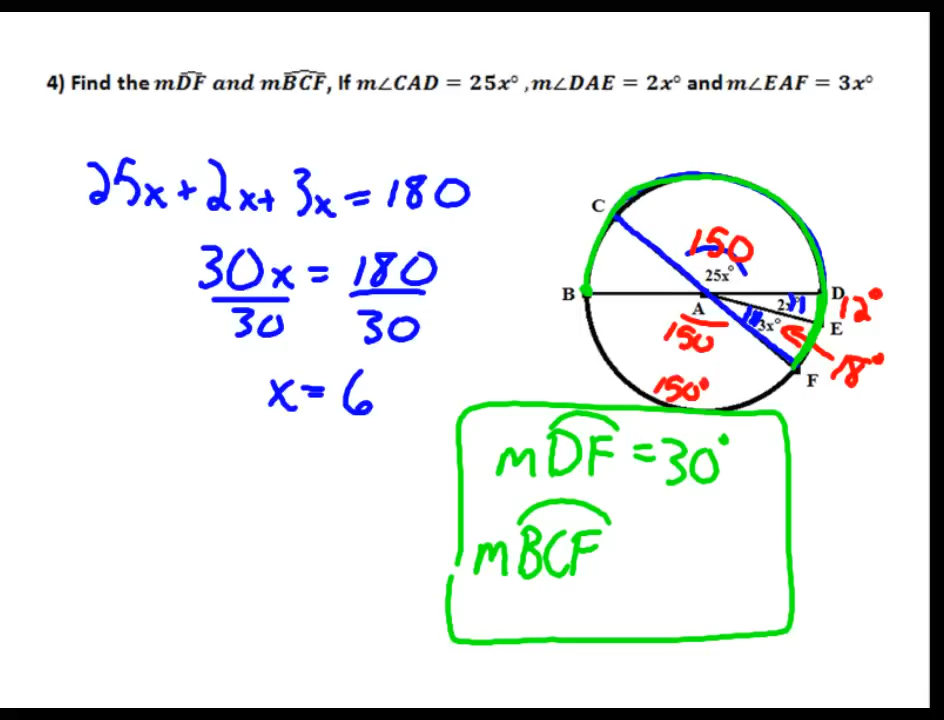 4) Find the mDF and mBCF, If m∠CAD = 25x° ,m∠DAE = 2x° and m∠EAF = 3x°
25x + 2x + 3x = 180
30x = 180
30 30
x = 6
C
150
25x°
B
D
2x°
12°
A
3x°
E
150
18°
F
150°
mDF = 30°
mBCF